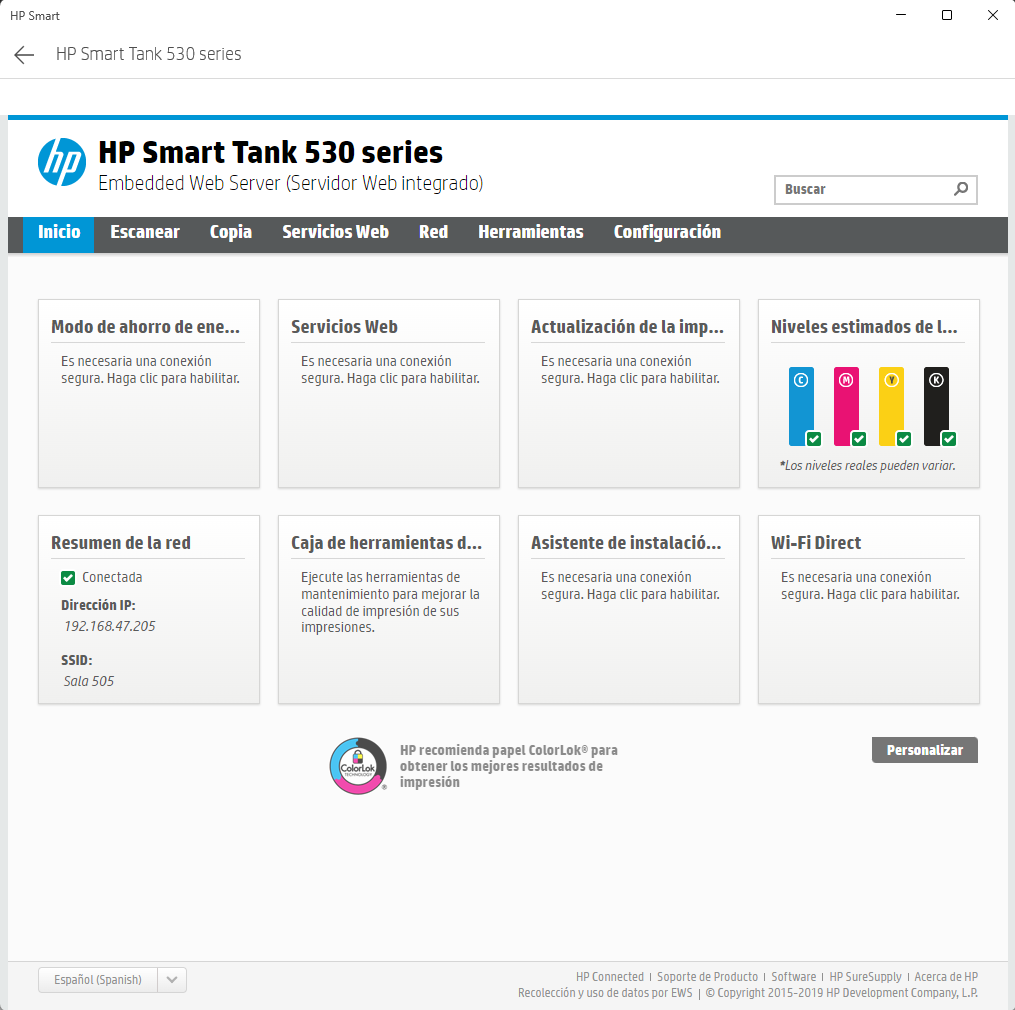 HP Smart
HP Smart Tank 530 series
hp
HP Smart Tank 530 series
Embedded Web Server (Servidor Web integrado)
Buscar
Inicio Escanear Copia Servicios Web Red Herramientas Configuración
Modo de ahorro de ene...
Es necesaria una conexión
segura. Haga clic para habilitar.
Servicios Web
Es necesaria una conexión
segura. Haga clic para habilitar.
Actualización de la imp...
Es necesaria una conexión
segura. Haga clic para habilitar.
Niveles estimados de l...
C M Y K
*Los niveles reales pueden variar.
Resumen de la red
Conectada
Dirección IP:
192.168.47.205
SSID:
Sala 505
Caja de herramientas d...
Ejecute las herramientas de
mantenimiento para mejorar la
calidad de impresión de sus
impresiones.
Asistente de instalació...
Es necesaria una conexión
segura. Haga clic para habilitar.
Wi-Fi Direct
Es necesaria una conexión
segura. Haga clic para habilitar.
ColorLok
TECHNOLOGY
®
HP recomienda papel ColorLok® para
obtener los mejores resultados de
impresión
Personalizar
Español (Spanish)
HP Connected | Soporte de Producto | Software | HP SureSupply | Acerca de HP
Recolección y uso de datos por EWS | © Copyright 2015-2019 HP Development Company, L.P.